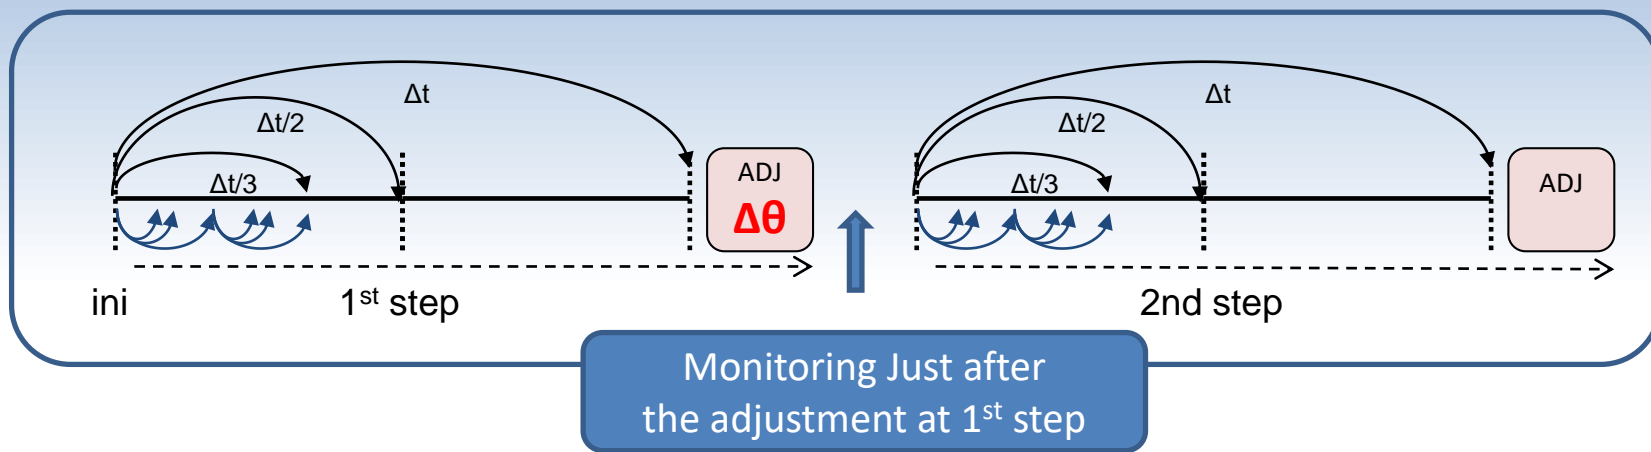 Δt
Δt/2
Δt/3
ADJ
Δθ
ini
1st step
Δt
Δt/2
Δt/3
ADJ
2nd step
Monitoring Just after
the adjustment at 1st step